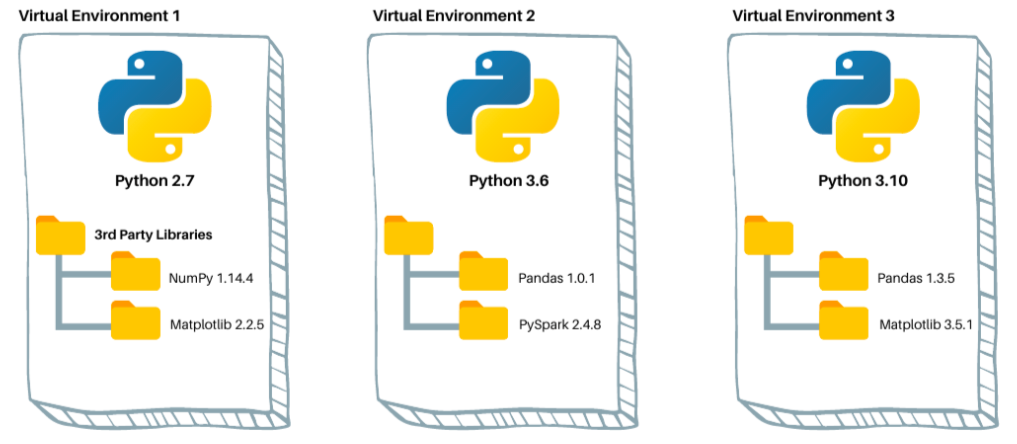 Virtual Environment 1
Virtual Environment 2
Virtual Environment 3
Python 2.7
Python 3.6
Python 3.10
3rd Party Libraries
NumPy 1.14.4
Matplotlib 2.2.5
Pandas 1.0.1
PySpark 2.4.8
Pandas 1.3.5
Matplotlib 3.5.1